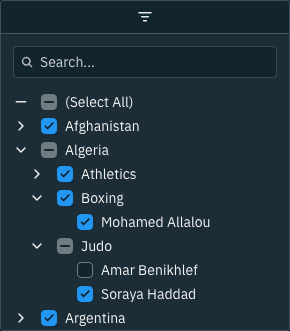 Search...
(Select All)
Afghanistan
Algeria
Athletics
Boxing
Mohamed Allalou
Judo
Amar Benikhlef
Soraya Haddad
Argentina